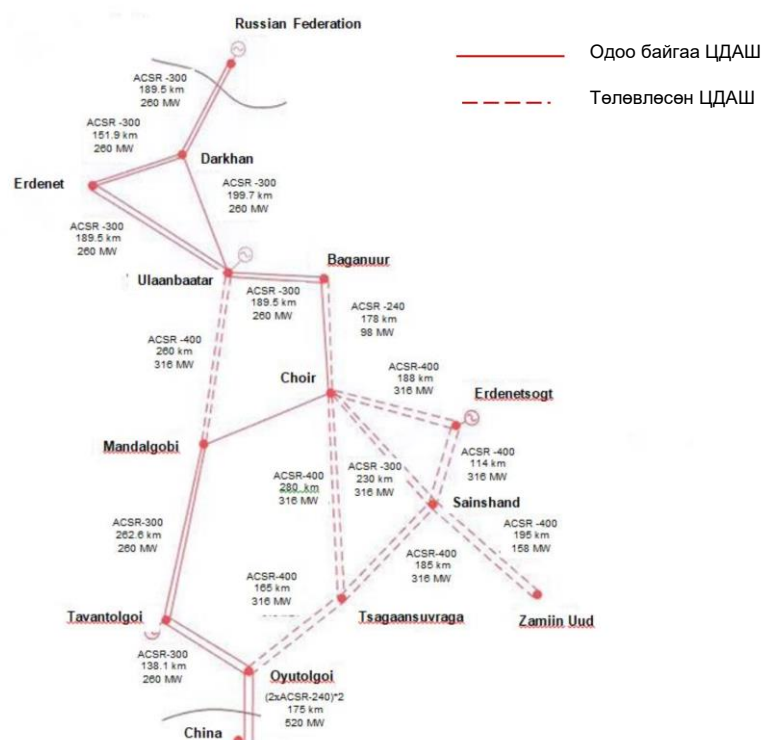 Russian Federation
Одоо байгаа ЦДАШ
Төлөвлөсөн ЦДАШ
ACSR -300
189.5 km
260 MW
ACSR -300
151.9 km
260 MW
Darkhan
Erdenet
ACSR -300
199.7 km
260 MW
ACSR -300
189.5 km
260 MW
Ulaanbaatar
Baganuur
ACSR -300
189.5 km
260 MW
ACSR -240
178 km
98 MW
ACSR -400
260 km
316 MW
Choir
ACSR-400
188 km
316 MW
Erdenetsogt
Mandalgobi
ACSR-400
280 km
316 MW
ACSR -300
230 km
316 MW
ACSR -400
114 km
316 MW
Sainshand
ACSR-300
262.6 km
260 MW
ACSR -400
195 km
158 MW
ACSR-400
185 km
316 MW
ACSR-400
165 km
316 MW
Tavantolgoi
Tsagaansuvraga
Zamiin Uud
ACSR-300
138.1 km
260 MW
Oyutolgoi
(2xACSR-240)*2
175 km
520 MW
China